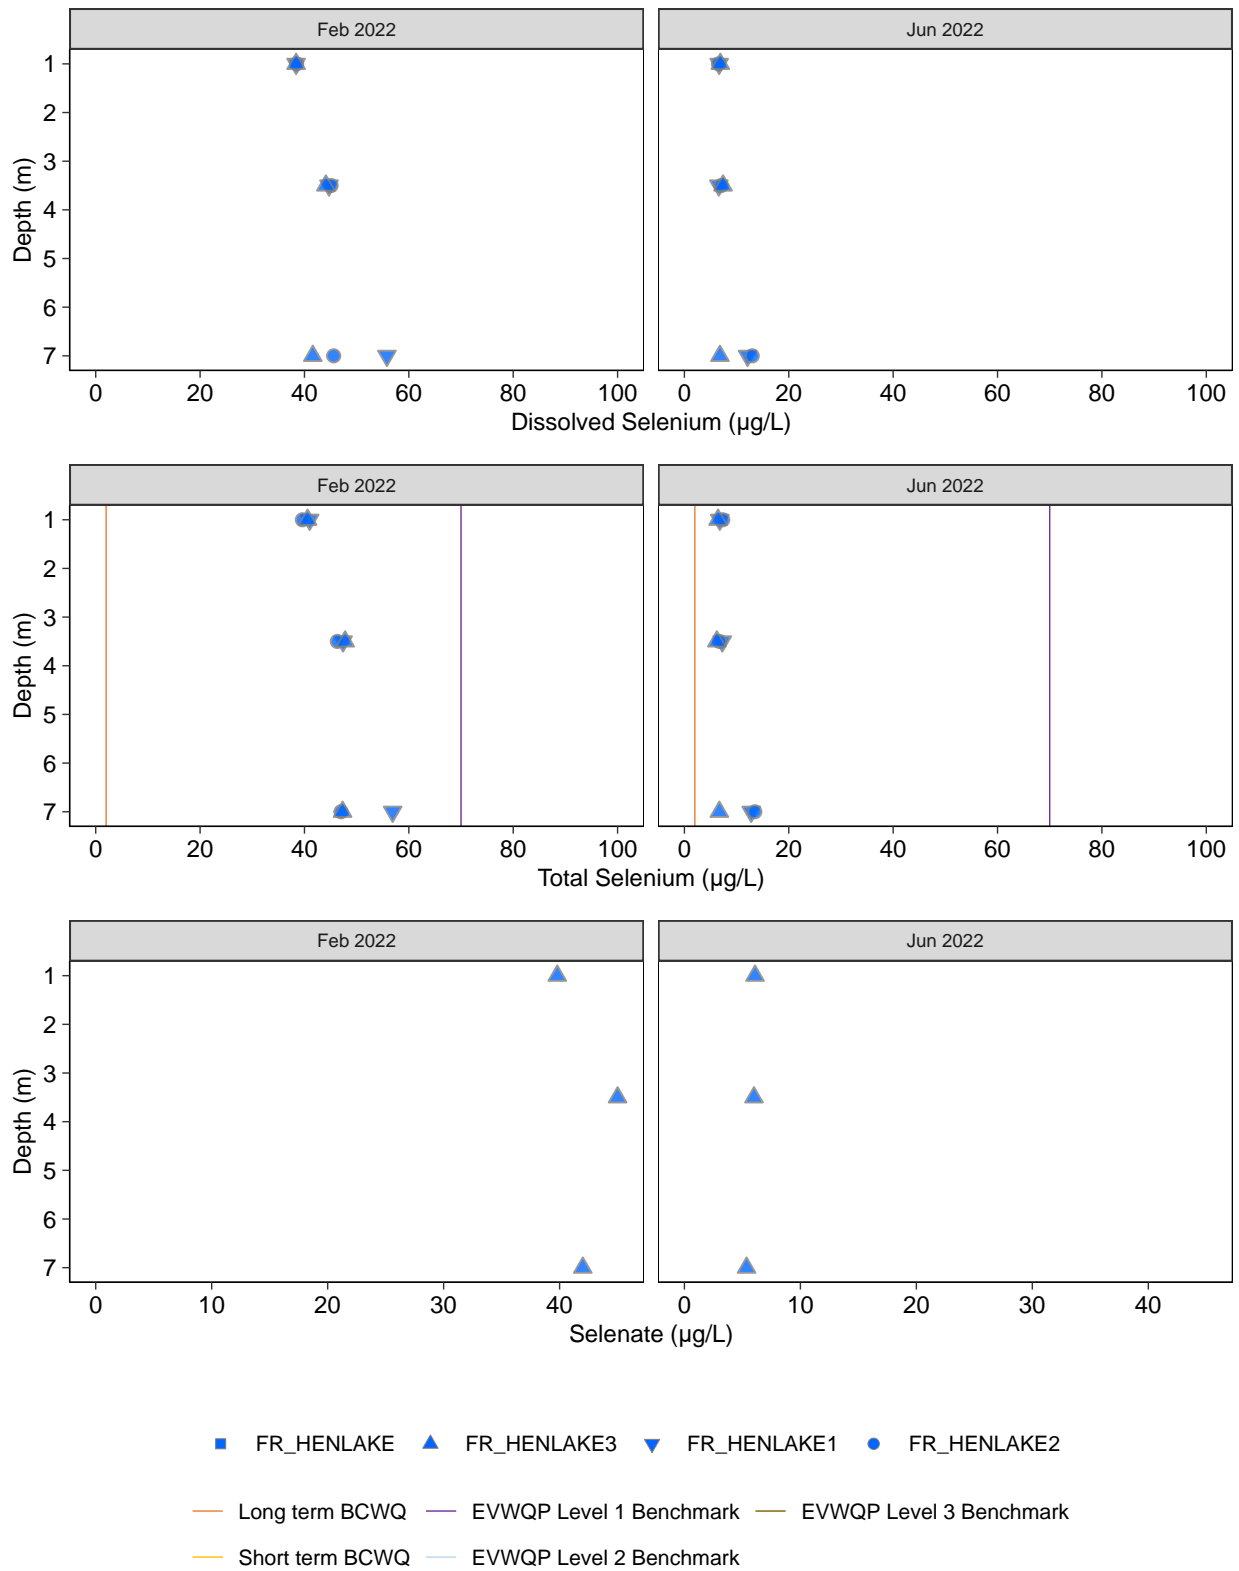 Feb 2022 Jun 2022
1
2
3
4
5
6
7
Depth (m)
0 20 40 60 80 100 0 20 40 60 80 100
Dissolved Selenium (µg/L)
Feb 2022 Jun 2022
1
2
3
4
5
6
7
Depth (m)
0 20 40 60 80 100 0 20 40 60 80 100
Total Selenium (µg/L)
Feb 2022 Jun 2022
1
2
3
4
5
6
7
Depth (m)
0 10 20 30 40 0 10 20 30 40
Selenate (µg/L)
FR_HENLAKE FR_HENLAKE3 FR_HENLAKE1 FR_HENLAKE2
Long term BCWQ EVWQP Level 1 Benchmark EVWQP Level 3 Benchmark
Short term BCWQ EVWQP Level 2 Benchmark